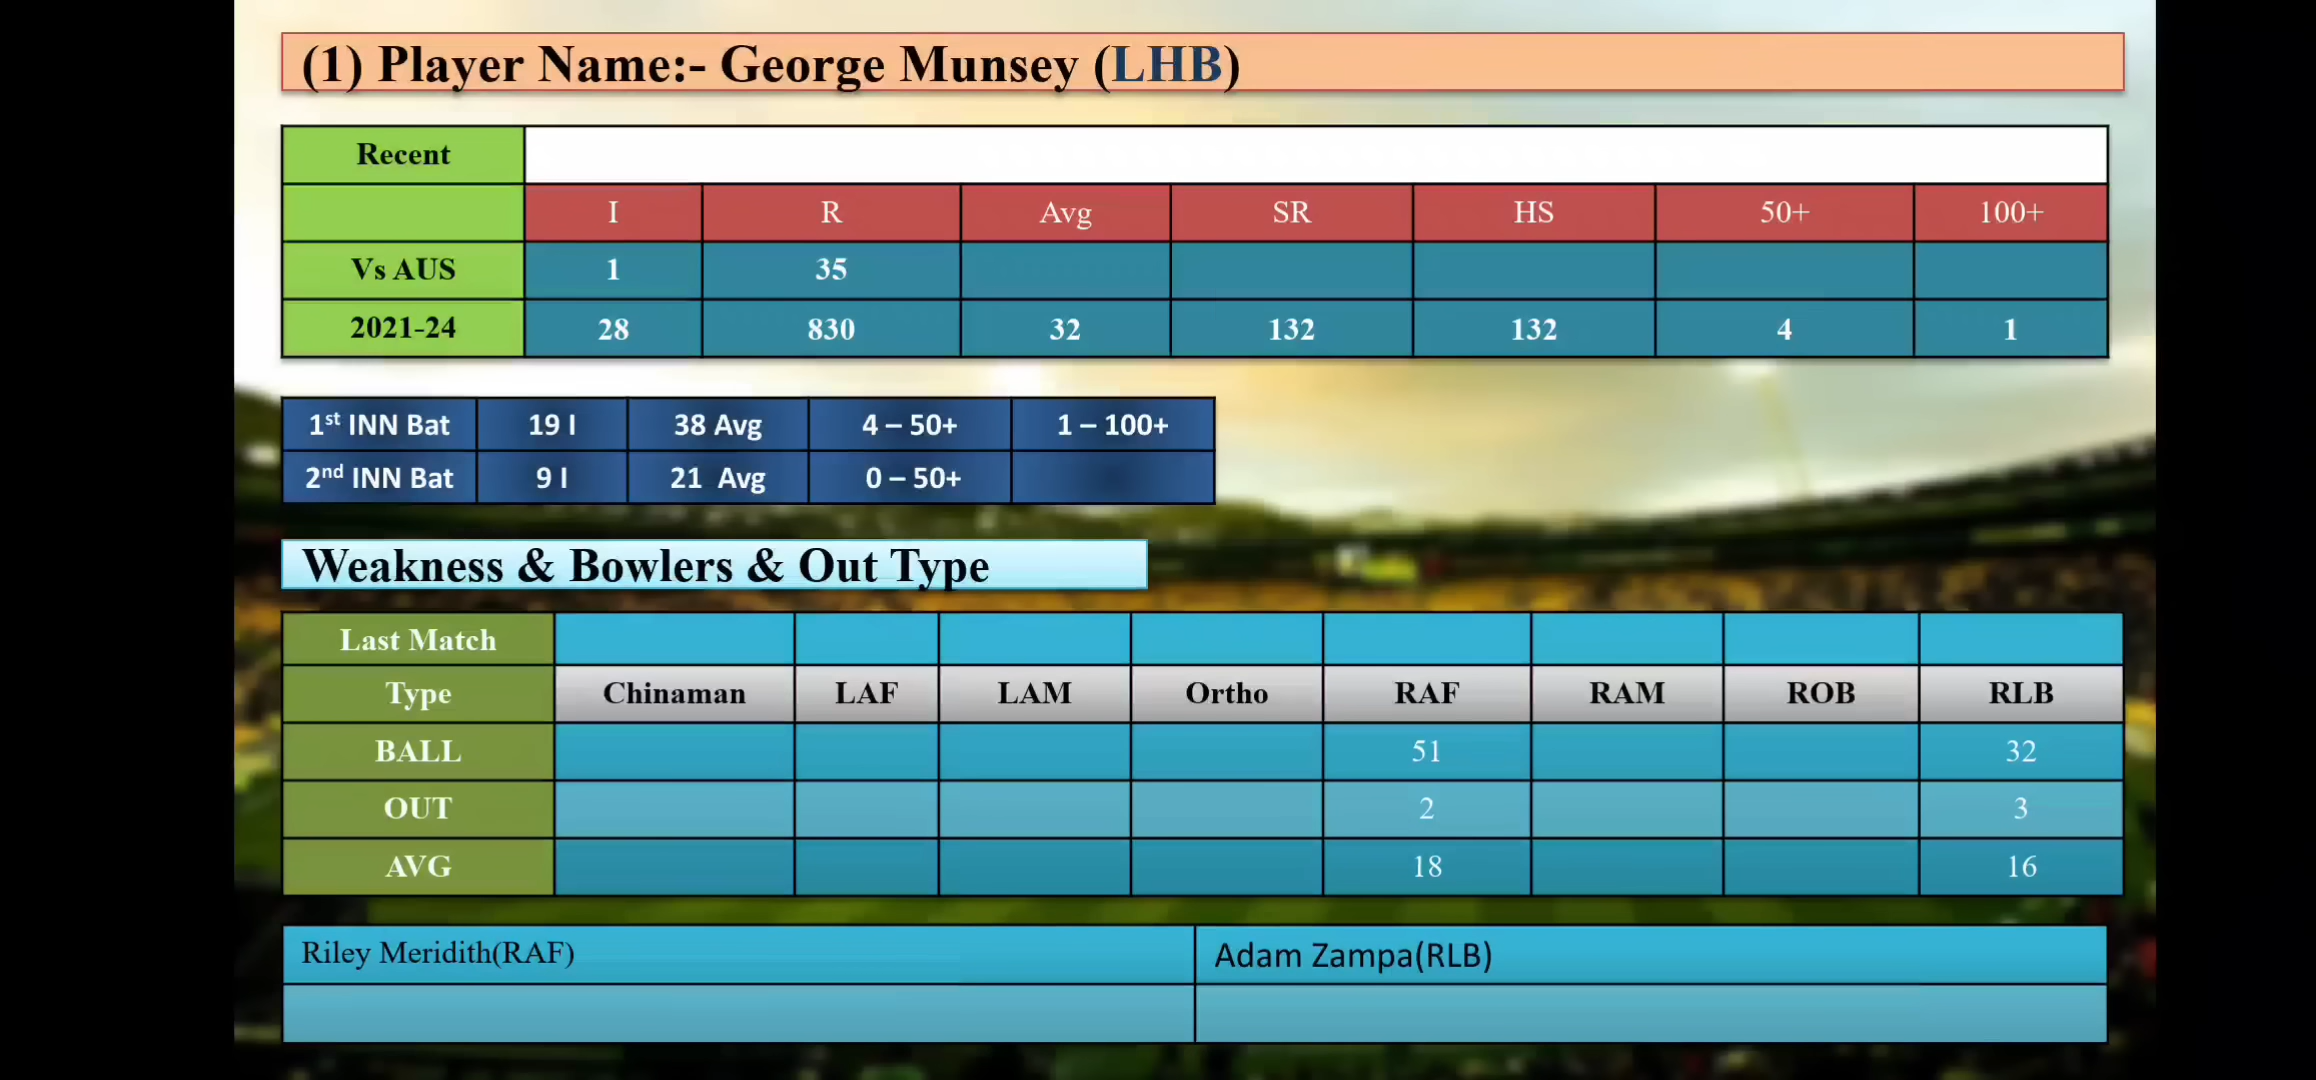 (1) Player Name:- George Munsey (LHB)
Recent
I R Avg SR HS 50+ 100+
Vs AUS 1 35
2021-24 28 830 32 132 132 4 1
1st INN Bat 19 I 38 Avg 4 – 50+ 1 – 100+
2nd INN Bat 9 I 21 Avg 0 – 50+
Weakness & Bowlers & Out Type
Last Match
Type Chinaman LAF LAM Ortho RAF RAM ROB RLB
BALL 51 32
OUT 2 3
AVG 18 16
Riley Meridith(RAF) Adam Zampa(RLB)